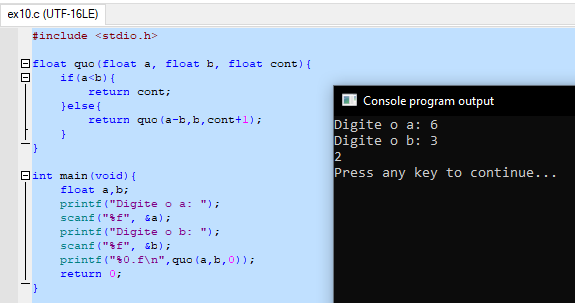 ex10.c (UTF-16LE)
#include <stdio.h>
float quo(float a, float b, float cont){
if(a<b){
return cont;
}else{
return quo(a-b,b,cont+1);
}
}
int main(void){
float a,b;
printf("Digite o a: ");
scanf("%f", &a);
printf("Digite o b: ");
scanf("%f", &b);
printf("%0.f\n",quo(a,b,0));
return 0;
}
Console program output
Digite o a: 6
Digite o b: 3
2
Press any key to continue...